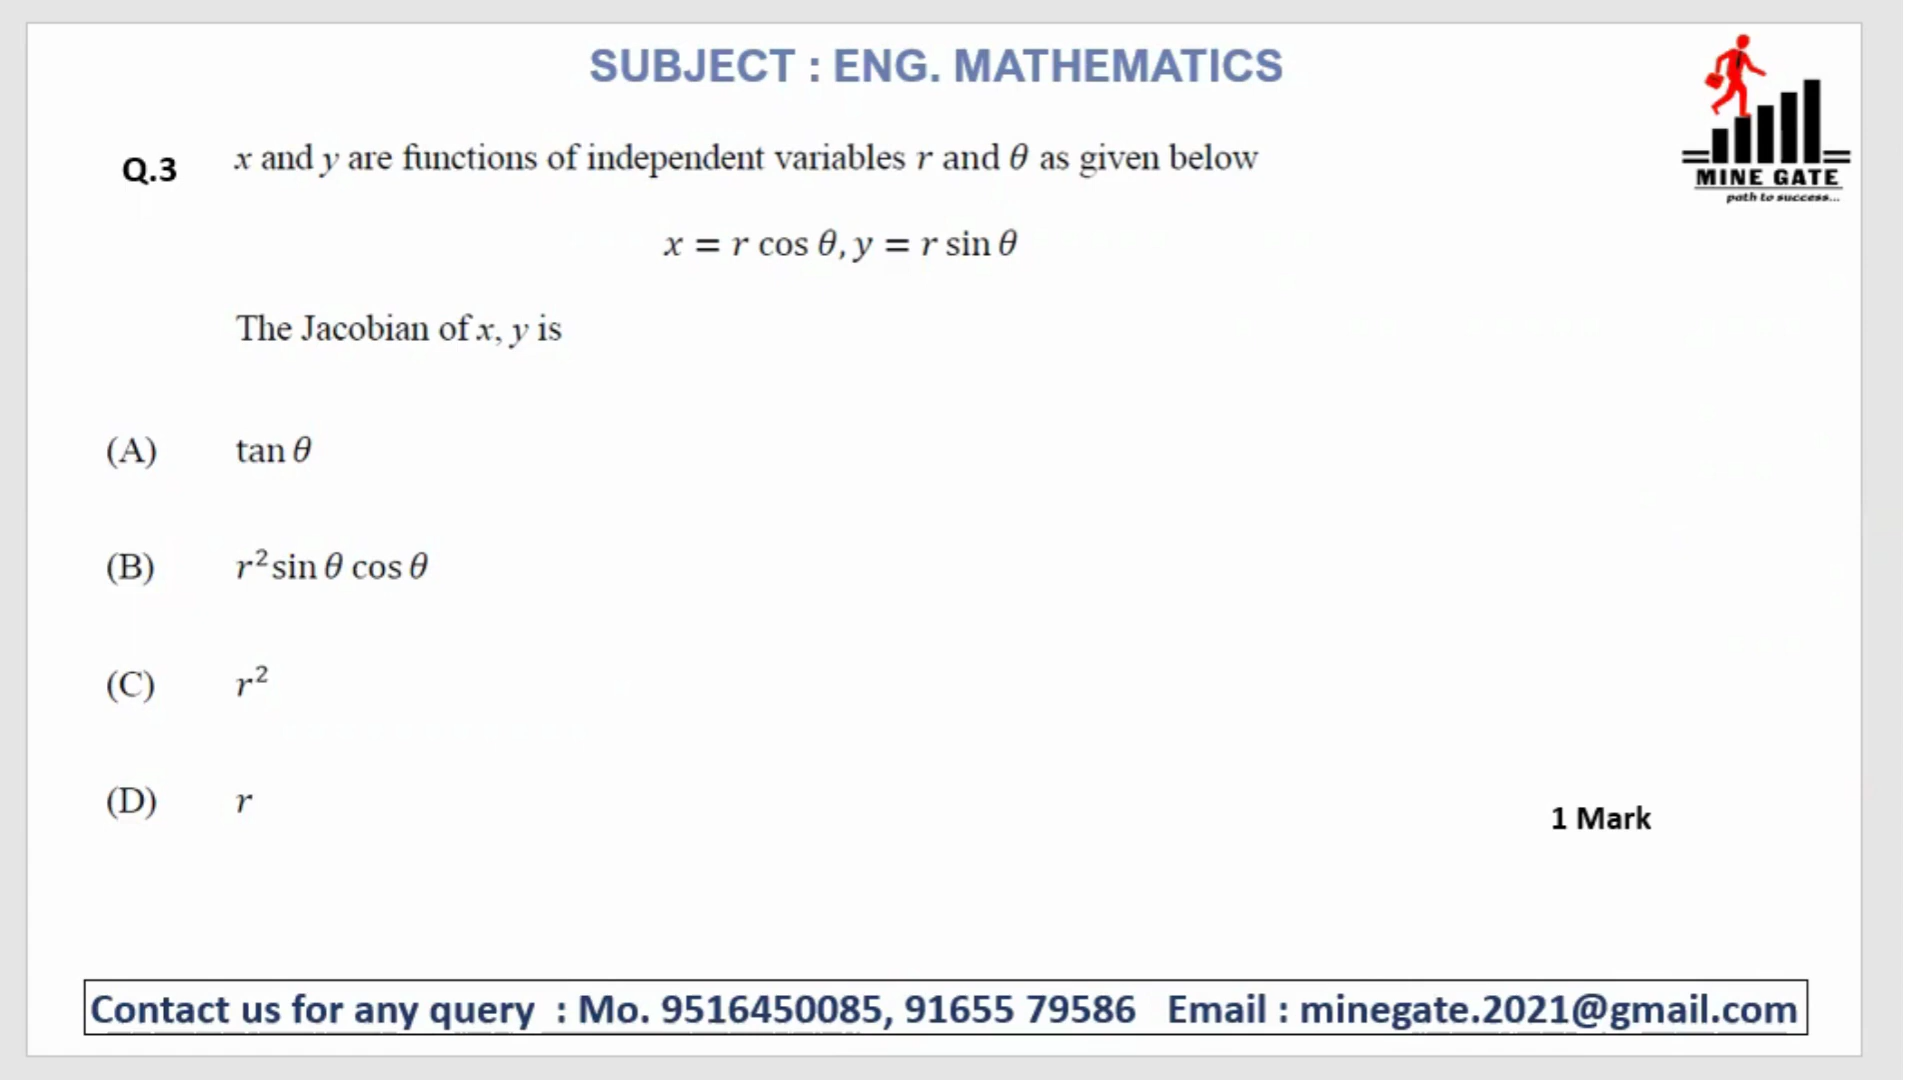 SUBJECT : ENG. MATHEMATICS
MINE GATE
path to success...
Q.3 x and y are functions of independent variables r and θ as given below
x = r cos θ, y = r sin θ
The Jacobian of x, y is
(A) tan θ
(B) r² sin θ cos θ
(C) r²
(D) r
1 Mark
Contact us for any query : Mo. 9516450085, 91655 79586 Email : minegate.2021@gmail.com